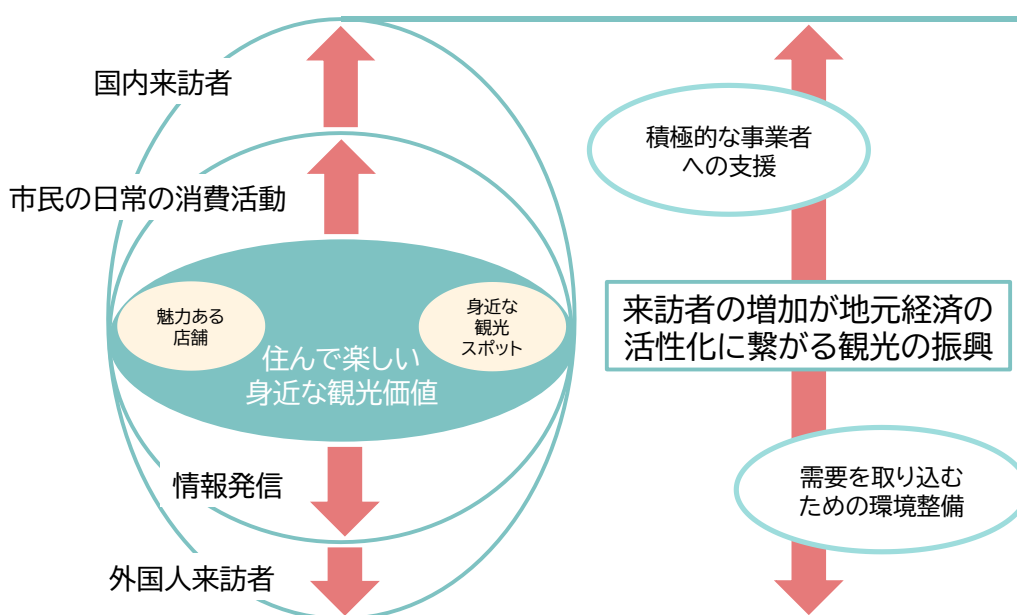 国内来訪者
市民の日常の消費活動
魅力ある
店舗
身近な
観光
スポット
住んで楽しい
身近な観光価値
情報発信
外国人来訪者
積極的な事業者
への支援
来訪者の増加が地元経済の
活性化に繋がる観光の振興
需要を取り込む
ための環境整備